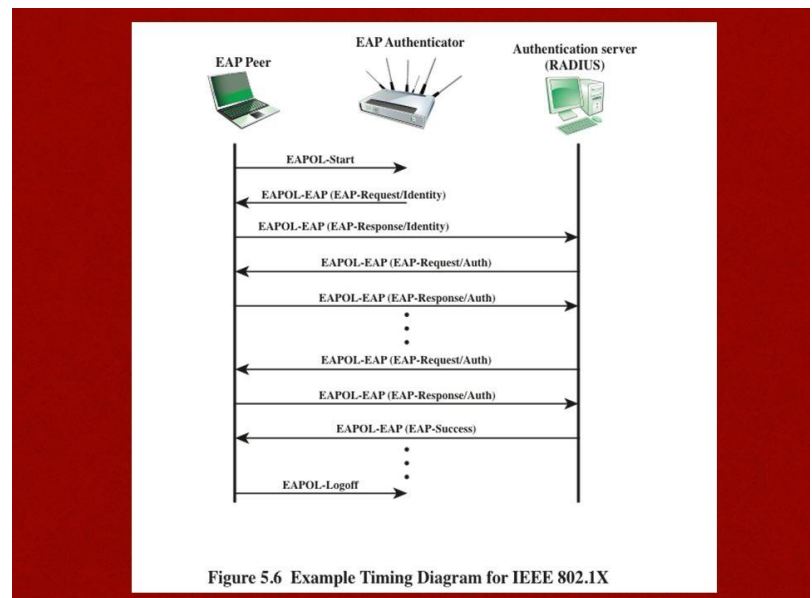 EAP Peer
EAP Authenticator
Authentication server
(RADIUS)
EAPOL-Start
EAPOL-EAP (EAP-Request/Identity)
EAPOL-EAP (EAP-Response/Identity)
EAPOL-EAP (EAP-Request/Auth)
EAPOL-EAP (EAP-Response/Auth)
EAPOL-EAP (EAP-Request/Auth)
EAPOL-EAP (EAP-Response/Auth)
EAPOL-EAP (EAP-Success)
EAPOL-Logoff
Figure 5.6 Example Timing Diagram for IEEE 802.1X